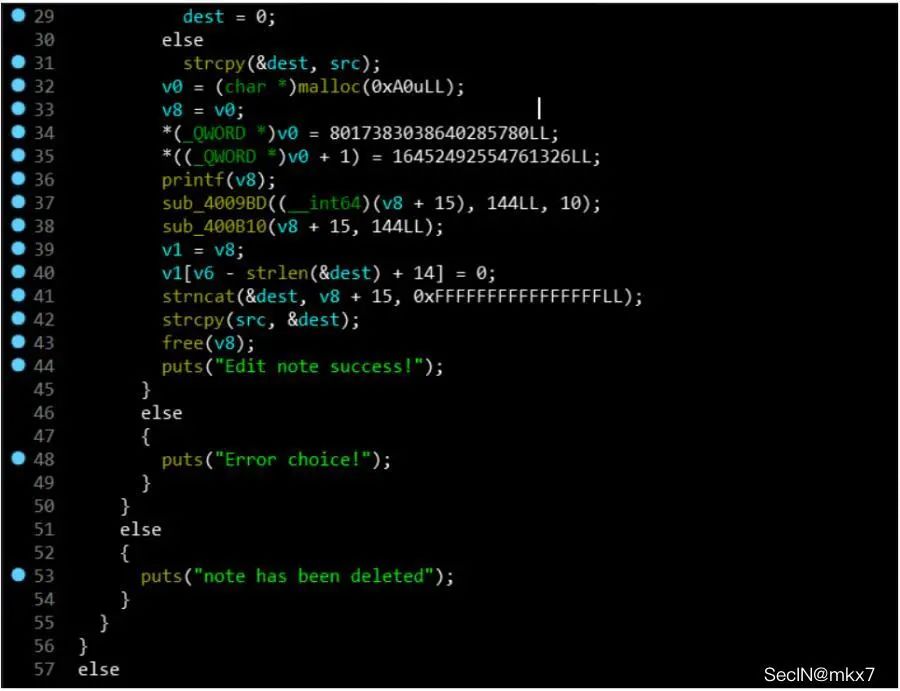 29 dest = 0;
30 else
31 strcpy(&dest, src);
32 v0 = (char *)malloc(0xA0uLL);
33 v8 = v0;
34 *(_QWORD *)v0 = 8017383038640285780LL;
35 *((_QWORD *)v0 + 1) = 16452492554761326LL;
36 printf(v8);
37 sub_4009BD((__int64)(v8 + 15), 144LL, 10);
38 sub_400B10(v8 + 15, 144LL);
39 v1 = v8;
40 v1[v6 - strlen(&dest) + 14] = 0;
41 strncat(&dest, v8 + 15, 0xFFFFFFFFFFFFFFFFLL);
42 strcpy(src, &dest);
43 free(v8);
44 puts("Edit note success!");
45 }
46 else
47 {
48 puts("Error choice!");
49 }
50 }
51 else
52 {
53 puts("note has been deleted");
54 }
55 }
56 }
57 else
SecIN@mkx7